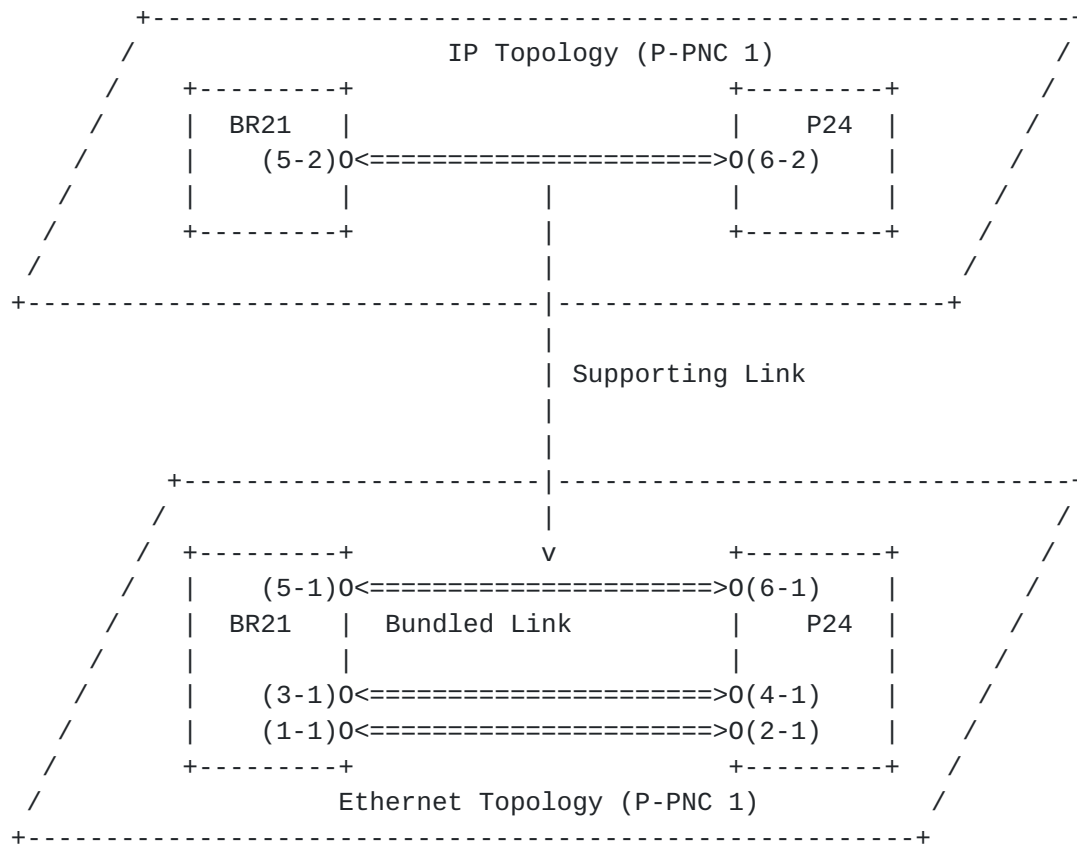 IP Topology (P-PNC 1)
BR21 P24
(5-2)O<======================>O(6-2)
Supporting Link
(5-1)O<======================>O(6-1)
BR21 Bundled Link P24
(3-1)O<======================>O(4-1)
(1-1)O<======================>O(2-1)
Ethernet Topology (P-PNC 1)